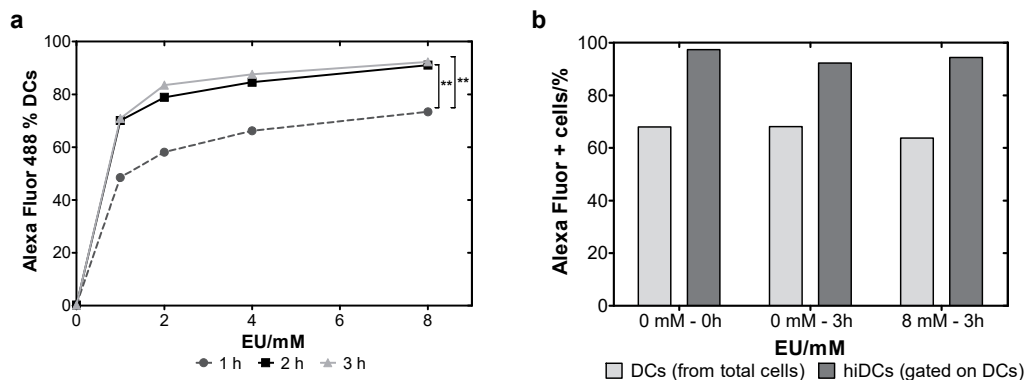 a
Alexa Fluor 488 % DCs
100
80
60
40
20
0
0
2
4
6
8
**
**
EU/mM
1 h
2 h
3 h
b
Alexa Fluor + cells/%
100
80
60
40
20
0
0 mM - 0h
0 mM - 3h
8 mM - 3h
EU/mM
DCs (from total cells)
hiDCs (gated on DCs)